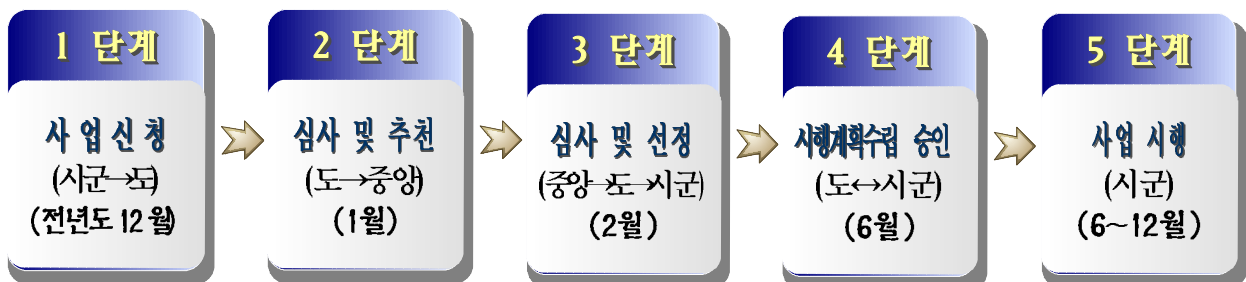 1 단계
사 업 신 청
(시군→도)
(전년도 12월)
2 단계
심사 및 추천
(도→중앙)
(1월)
3 단계
심사 및 선정
(중앙→도→시군)
(2월)
4 단계
시행계획수립 승인
(도↔시군)
(6월)
5 단계
사업 시행
(시군)
(6~12월)